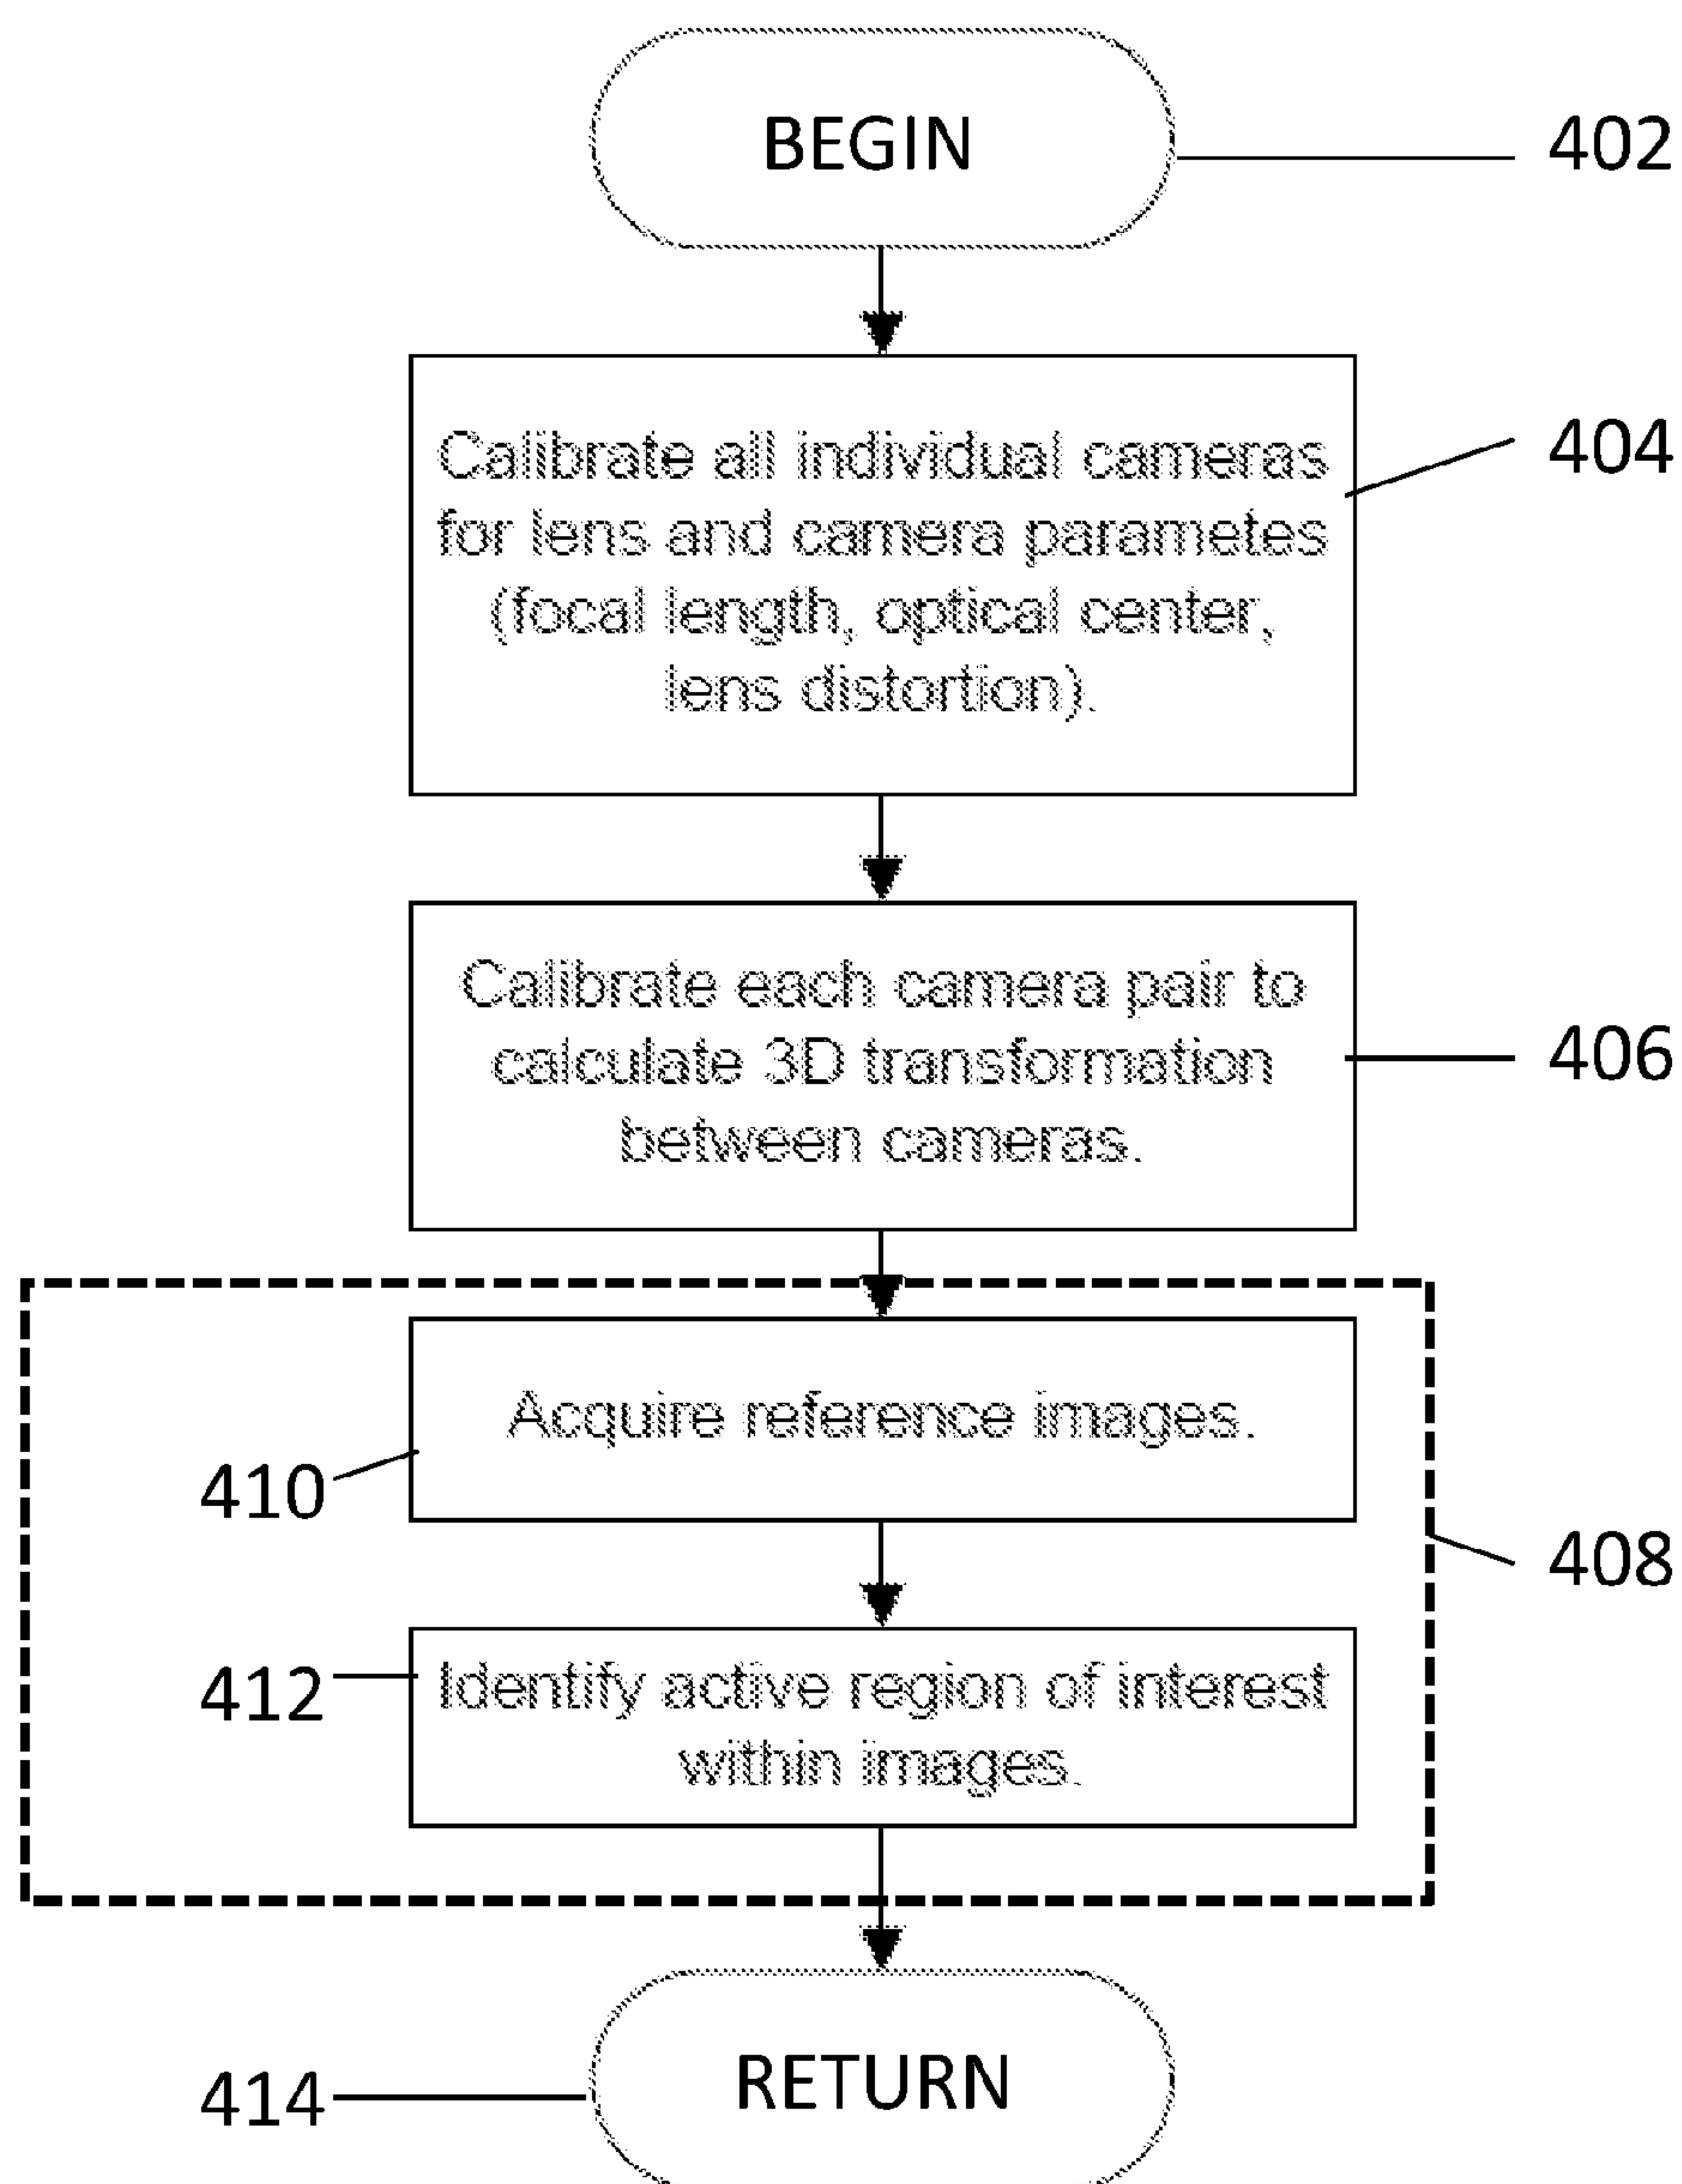 BEGIN
402
Calibrate all individual cameras
for lens and camera parametes
(focal length, optical center,
lens distortion).
404
Calibrate each camera pair to
calculate 3D transformation
between cameras.
406
Acquire reference images.
410
408
Identify active region of interest
within images.
412
RETURN
414